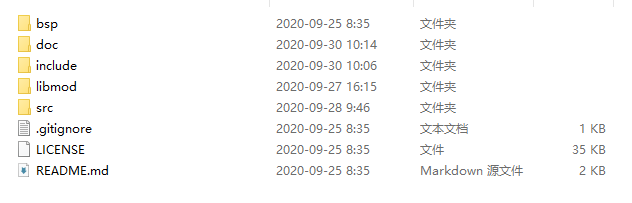 bsp 2020-09-25 8:35 文件夹
doc 2020-09-30 10:14 文件夹
include 2020-09-30 10:06 文件夹
libmod 2020-09-27 16:15 文件夹
src 2020-09-28 9:46 文件夹
.gitignore 2020-09-25 8:35 文本文档 1 KB
LICENSE 2020-09-25 8:35 文件 35 KB
README.md 2020-09-25 8:35 Markdown 源文件 2 KB